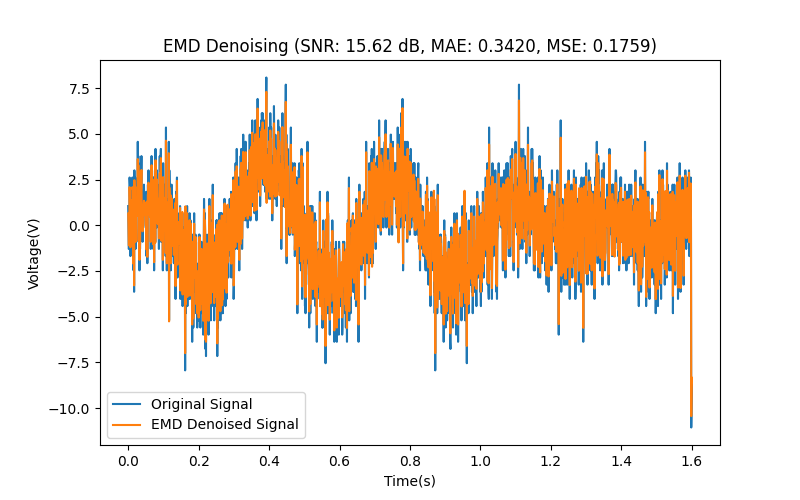 EMD Denoising (SNR: 15.62 dB, MAE: 0.3420, MSE: 0.1759)
7.5
5.0
2.5
0.0
−2.5
−5.0
−7.5
−10.0
Voltage(V)
Original Signal
EMD Denoised Signal
0.0 0.2 0.4 0.6 0.8 1.0 1.2 1.4 1.6
Time(s)